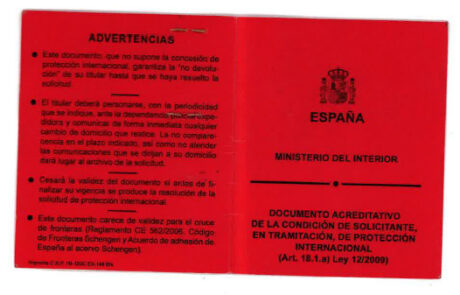 ADVERTENCIAS
Este documento que no supone la concesión de
protección internacional, garantiza la "no devolu-
ción" de su titular hasta que se haya resuelto la
solicitud.
El titular deberá personarse, con la periodicidad
que se indique, ante la dependencia
dora y comunicar de forma inmediata cualquier
cambio de domicilio que realice. La no compare-
cencia en el plazo indicado, así como no atender
las comunicaciones que se dirijan a su domicilio
dará lugar al archivo de la solicitud.
Cesará la validez del documento si antes de fi-
nalizar su vigencia se produce la resolución de la
solicitud de protección internacional.
Este documento carece de validez para el cruce
de fronteras (Reglamento CE 562/2006. Código
de Fronteras Schengen y Acuerdo de adhesión de
España al acervo Schengen).
ESPAÑA
MINISTERIO DEL INTERIOR
DOCUMENTO ACREDITATIVO
DE LA CONDICIÓN DE SOLICITANTE,
EN TRAMITACIÓN, DE PROTECCIÓN
INTERNACIONAL
(Art. 18.1.a) Ley 12/2009)